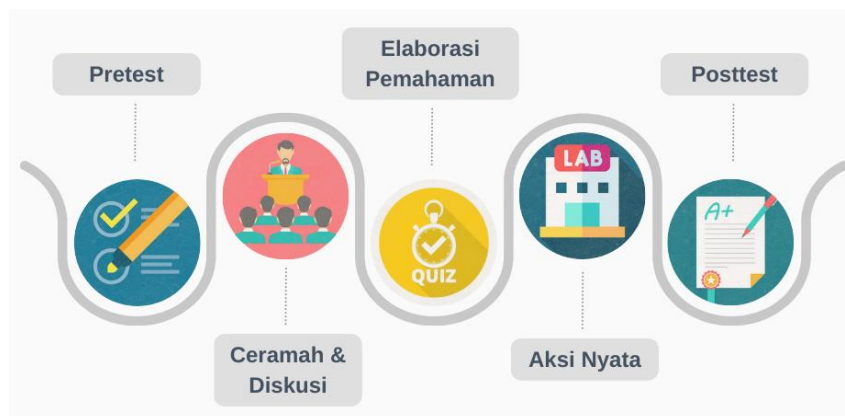 Pretest
Ceramah &
Diskusi
Elaborasi
Pemahaman
QUIZ
LAB
Aksi Nyata
Posttest
A+